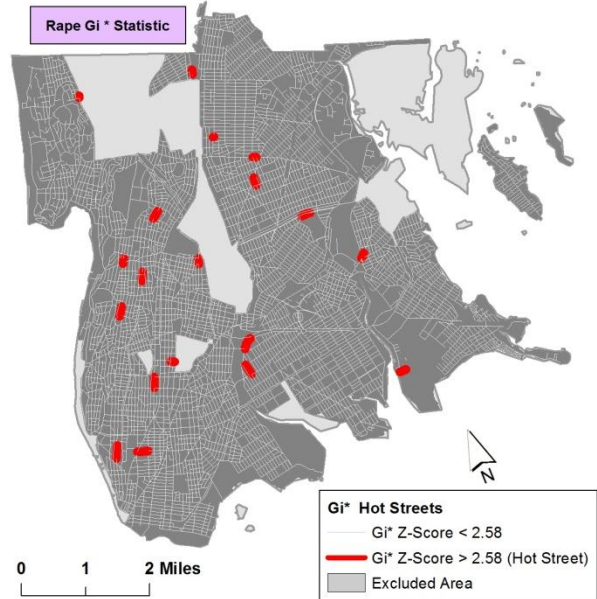 Rape Gi * Statistic
N
Gi* Hot Streets
Gi* Z-Score < 2.58
Gi* Z-Score > 2.58 (Hot Street)
Excluded Area
0 1 2 Miles